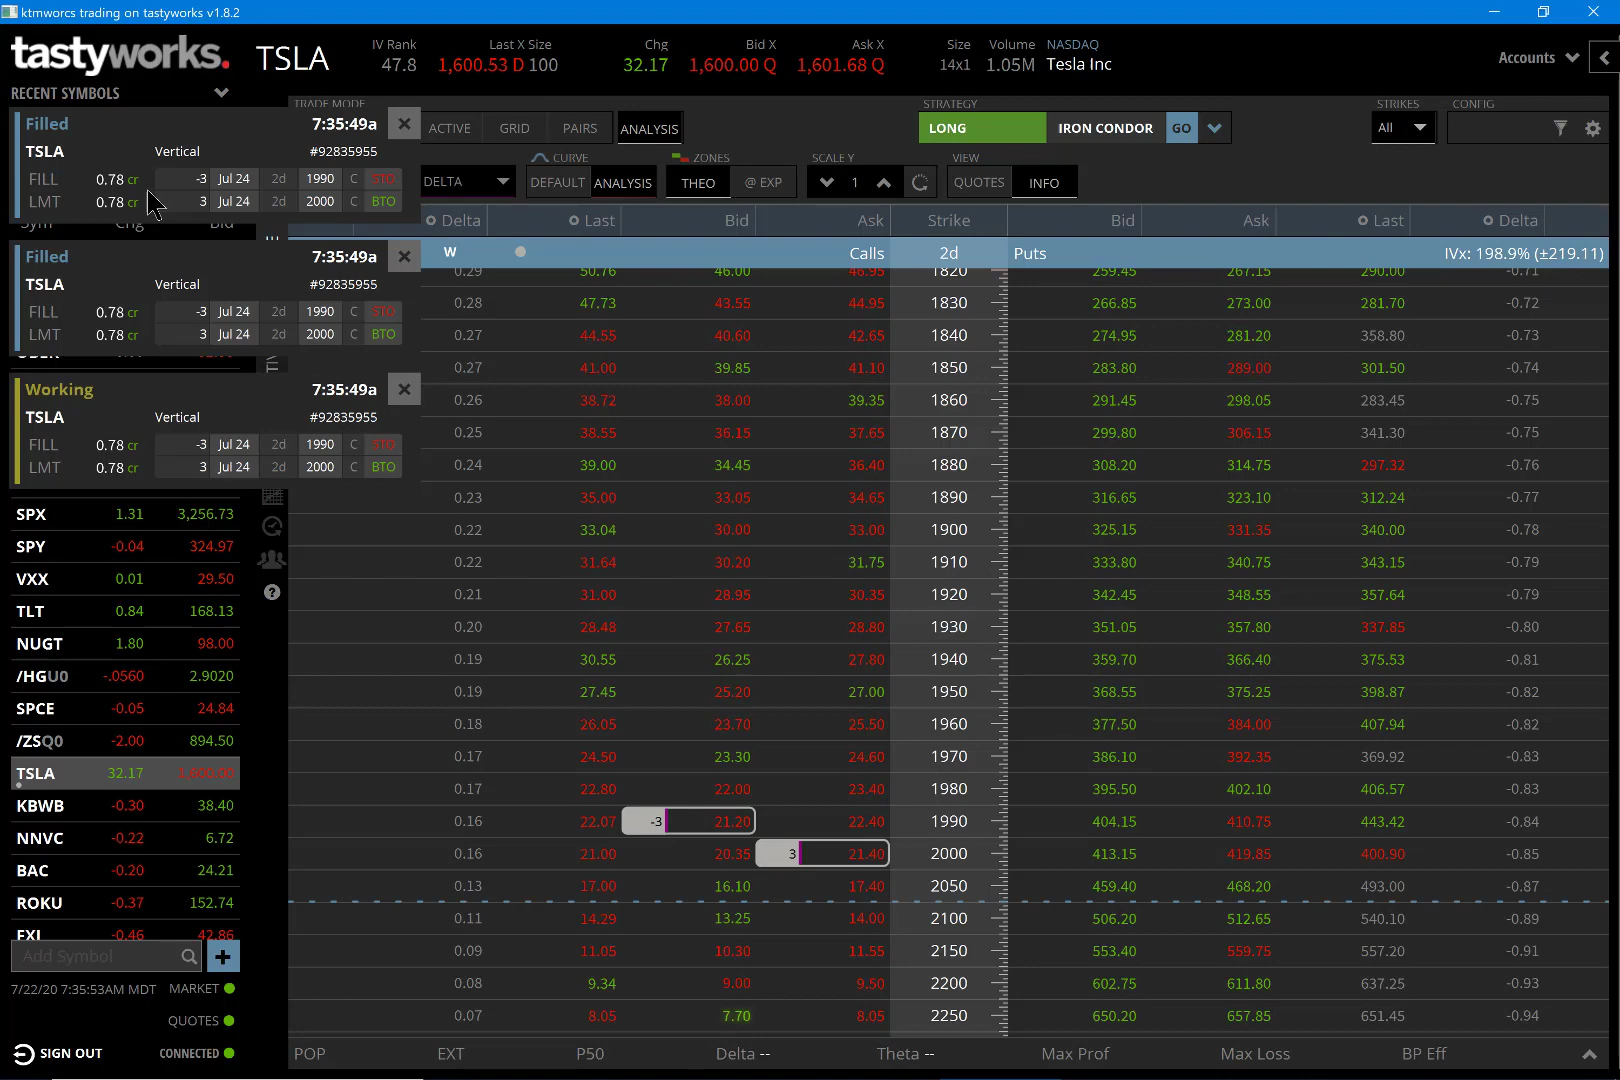 ktmworcs trading on tastyworks v1.8.2
tastyworks. TSLA
IV Rank 47.8
Last X Size 1,600.53 D 100
Chg 32.17
Bid X 1,600.00 Q
Ask X 1,601.68 Q
Size 14x1
Volume 1.05M
NASDAQ Tesla Inc
Accounts
RECENT SYMBOLS
Filled 7:35:49a
TSLA Vertical #92835955
FILL 0.78 cr -3 Jul 24 2d 1990 C STO
LMT 0.78 cr 3 Jul 24 2d 2000 C BTO
Sym Chg Bid
Filled 7:35:49a
TSLA Vertical #92835955
FILL 0.78 cr -3 Jul 24 2d 1990 C STO
LMT 0.78 cr 3 Jul 24 2d 2000 C BTO
Working 7:35:49a
TSLA Vertical #92835955
FILL 0.78 cr -3 Jul 24 2d 1990 C STO
LMT 0.78 cr 3 Jul 24 2d 2000 C BTO
SPX 1.31 3,256.73
SPY -0.04 324.97
VXX 0.01 29.50
TLT 0.84 168.13
NUGT 1.80 98.00
/HGU0 -.0560 2.9020
SPCE -0.05 24.84
/ZSQ0 -2.00 894.50
TSLA 32.17 1,600.00
KBWB -0.30 38.40
NNVC -0.22 6.72
BAC -0.20 24.21
ROKU -0.37 152.74
FXI -0.46 42.86
Add Symbol
7/22/20 7:35:53AM MDT MARKET
QUOTES
SIGN OUT CONNECTED
TRADE MODE
ACTIVE GRID PAIRS ANALYSIS
STRATEGY
LONG IRON CONDOR GO
STRIKES
All
CONFIG
DELTA
CURVE
DEFAULT ANALYSIS
ZONES
THEO @ EXP
SCALE Y
1
VIEW
QUOTES INFO
Delta Last Bid Ask Strike Bid Ask Last Delta
W Calls 2d Puts IVx: 198.9% (±219.11)
0.29 50.76 46.00 46.95 1820 259.45 267.15 290.00 -0.71
0.28 47.73 43.55 44.95 1830 266.85 273.00 281.70 -0.72
0.27 44.55 40.60 42.65 1840 274.95 281.20 358.80 -0.73
0.27 41.00 39.85 41.10 1850 283.80 289.00 301.50 -0.74
0.26 38.72 38.00 39.35 1860 291.45 298.05 283.45 -0.75
0.25 38.55 36.15 37.65 1870 299.80 306.15 341.30 -0.75
0.24 39.00 34.45 36.40 1880 308.20 314.75 297.32 -0.76
0.23 35.00 33.05 34.65 1890 316.65 323.10 312.24 -0.77
0.22 33.04 30.00 33.00 1900 325.15 331.35 340.00 -0.78
0.22 31.64 30.20 31.75 1910 333.80 340.75 343.15 -0.79
0.21 31.00 28.95 30.35 1920 342.45 348.55 357.64 -0.79
0.20 28.48 27.65 28.80 1930 351.05 357.80 337.85 -0.80
0.19 30.55 26.25 27.80 1940 359.70 366.40 375.53 -0.81
0.19 27.45 25.20 27.00 1950 368.55 375.25 398.87 -0.82
0.18 26.05 23.70 25.50 1960 377.50 384.00 407.94 -0.82
0.17 24.50 23.30 24.60 1970 386.10 392.35 369.92 -0.83
0.17 22.80 22.00 23.40 1980 395.50 402.10 406.57 -0.83
0.16 22.07 -3 21.20 22.40 1990 404.15 410.75 443.42 -0.84
0.16 21.00 20.35 3 21.40 2000 413.15 419.85 400.90 -0.85
0.13 17.00 16.10 17.40 2050 459.40 468.20 493.00 -0.87
0.11 14.29 13.25 14.00 2100 506.20 512.65 540.10 -0.89
0.09 11.05 10.30 11.55 2150 553.40 559.75 557.20 -0.91
0.08 9.34 9.00 9.50 2200 602.75 611.80 637.25 -0.93
0.07 8.05 7.70 8.05 2250 650.20 657.85 651.45 -0.94
POP EXT P50 Delta -- Theta -- Max Prof Max Loss BP Eff